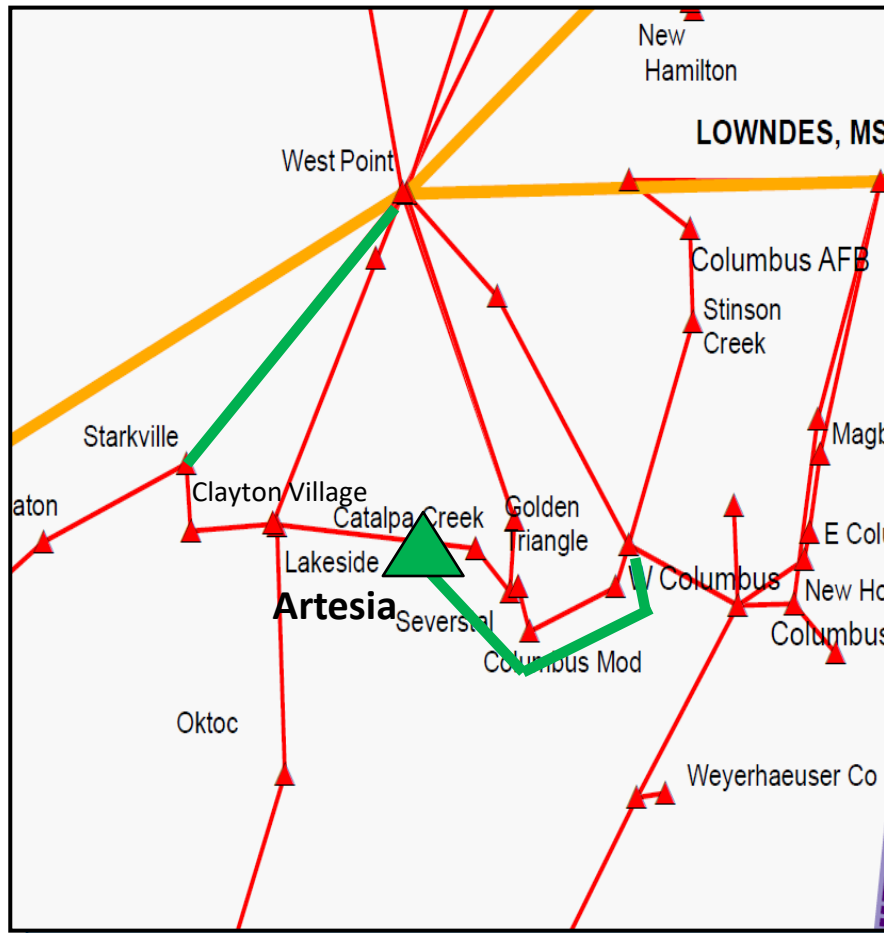 New
Hamilton
LOWNDES, MS
West Point
Columbus AFB
Stinson
Creek
Starkville
Magb
Clayton Village
aton
Catalpa Creek
Golden
Triangle
E Colu
Lakeside
W Columbus
New Ho
Artesia
Severstal
Columbus
Columbus Mod
Oktoc
Weyerhaeuser Co